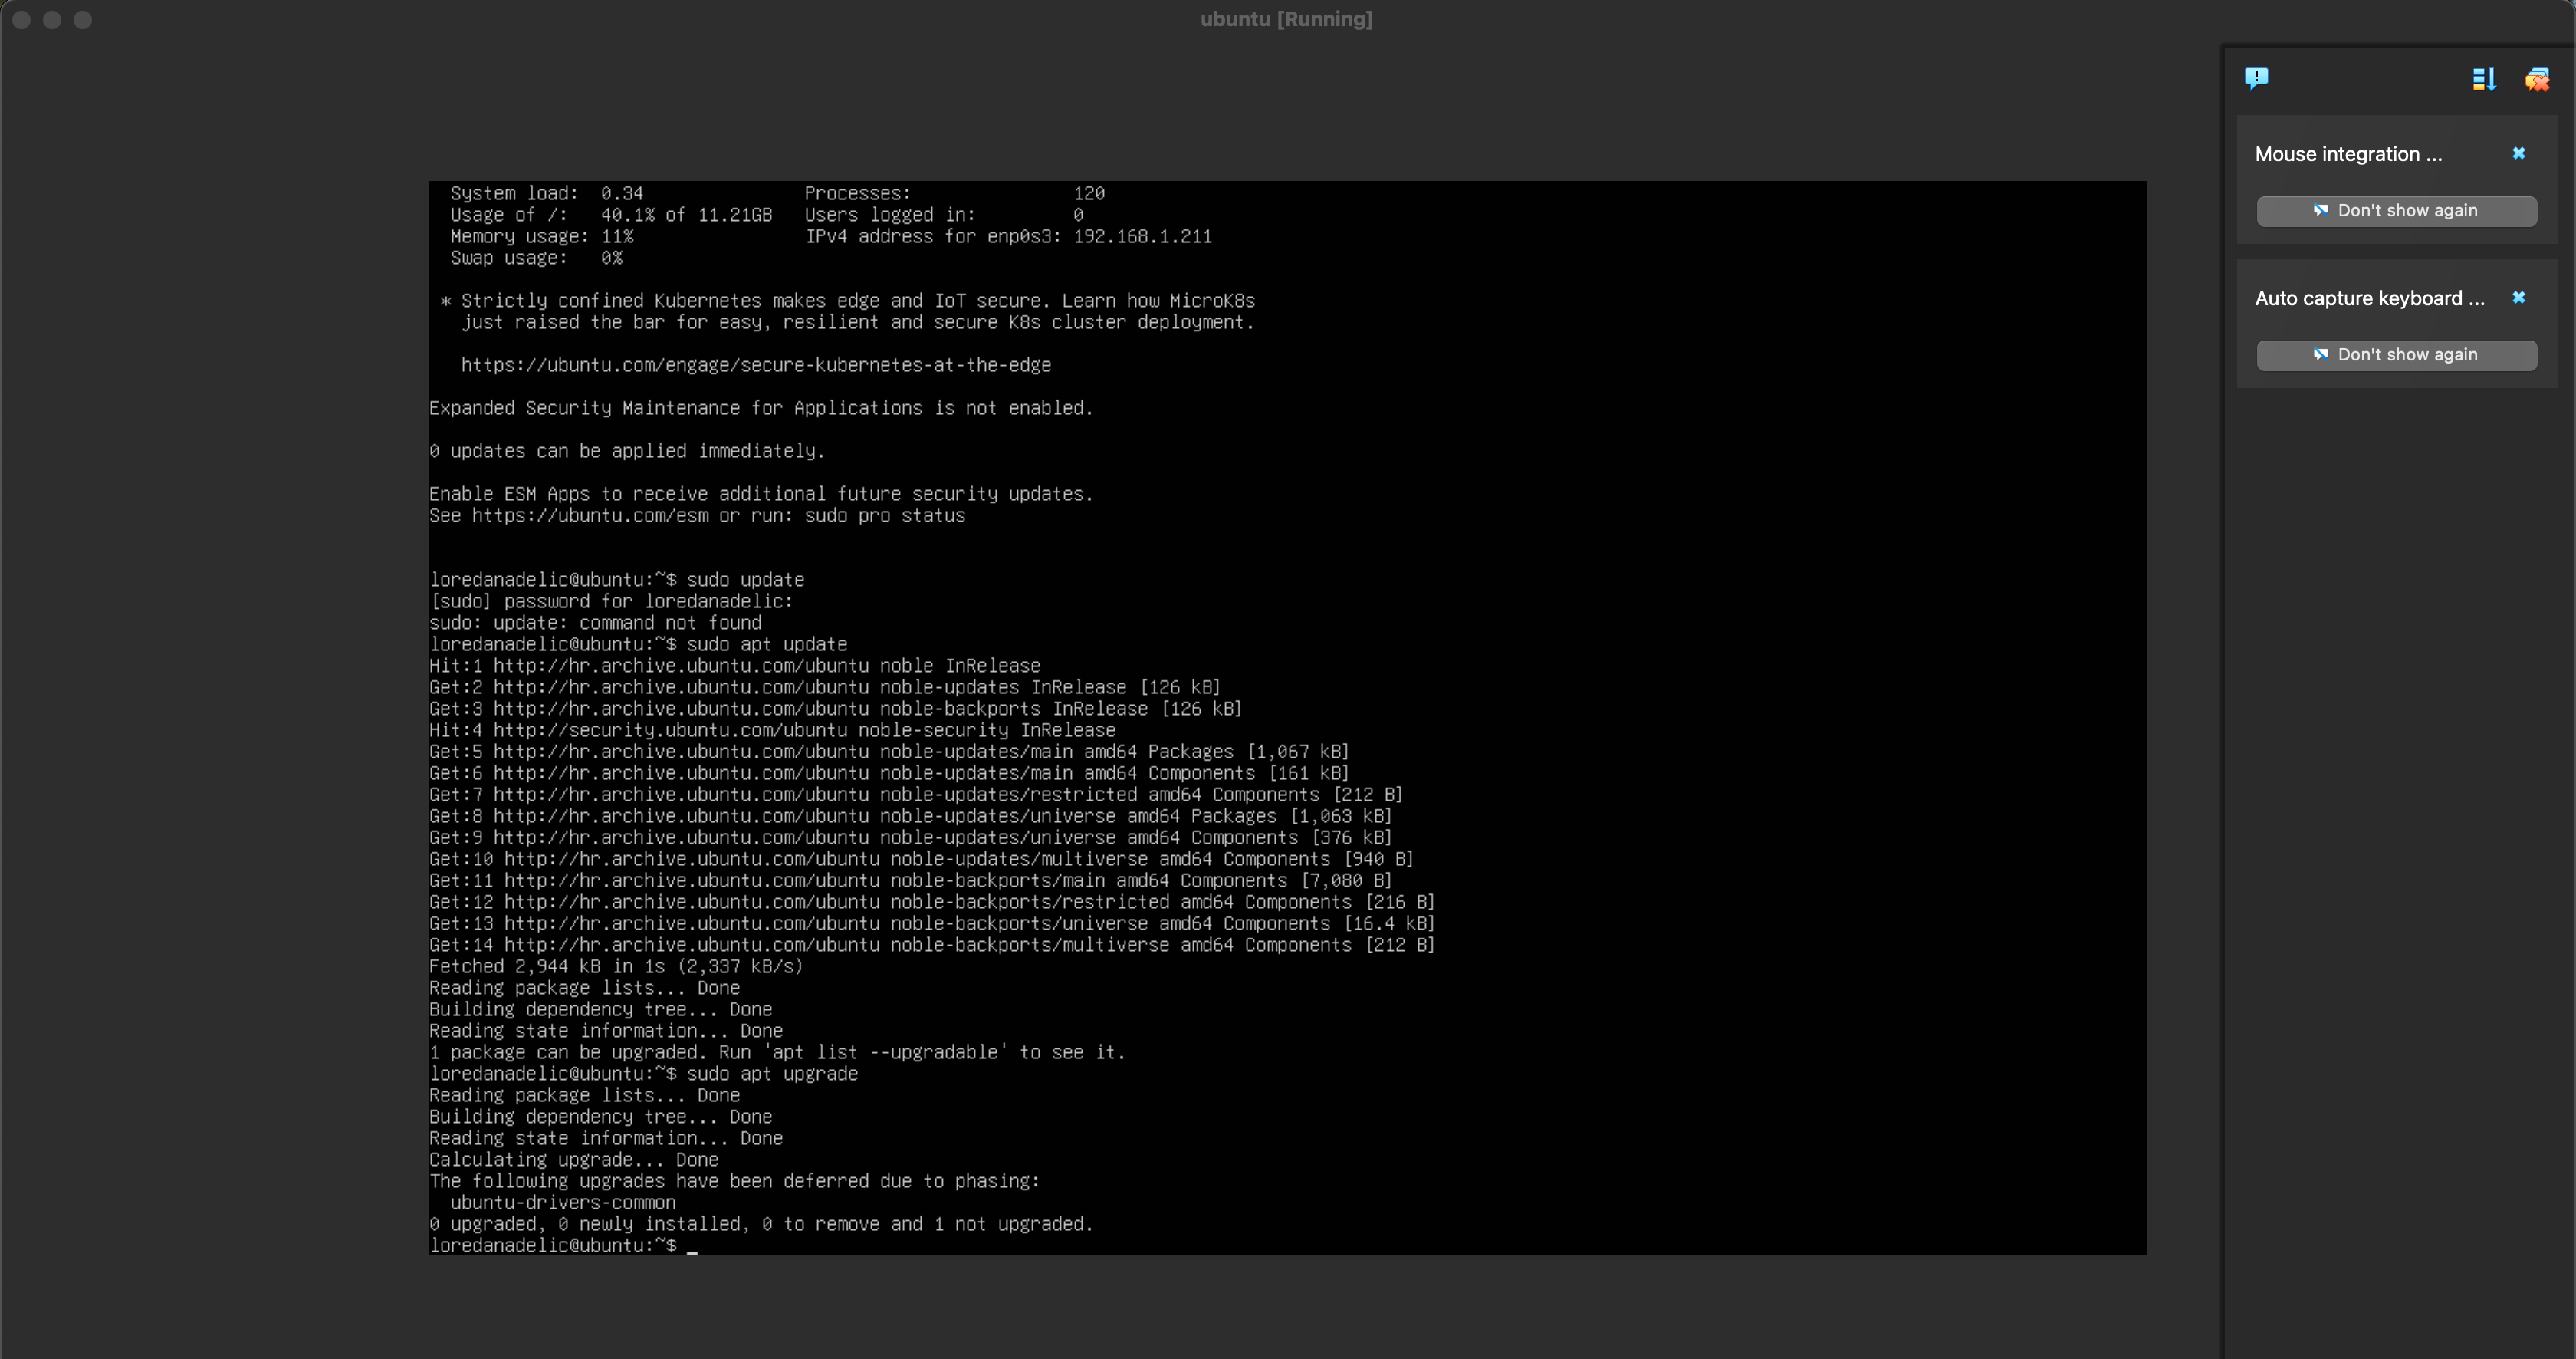 ubuntu [Running]
System load:  0.34               Processes:               120
Usage of /:   40.1% of 11.21GB   Users logged in:         0
Memory usage: 11%                IPv4 address for enp0s3: 192.168.1.211
Swap usage:   0%
* Strictly confined Kubernetes makes edge and IoT secure. Learn how MicroK8s
just raised the bar for easy, resilient and secure K8s cluster deployment.
https://ubuntu.com/engage/secure-kubernetes-at-the-edge
Expanded Security Maintenance for Applications is not enabled.
0 updates can be applied immediately.
Enable ESM Apps to receive additional future security updates.
See https://ubuntu.com/esm or run: sudo pro status
loredanadelic@ubuntu:~$ sudo update
[sudo] password for loredanadelic:
sudo: update: command not found
loredanadelic@ubuntu:~$ sudo apt update
Hit:1 http://hr.archive.ubuntu.com/ubuntu noble InRelease
Get:2 http://hr.archive.ubuntu.com/ubuntu noble-updates InRelease [126 kB]
Get:3 http://hr.archive.ubuntu.com/ubuntu noble-backports InRelease [126 kB]
Hit:4 http://security.ubuntu.com/ubuntu noble-security InRelease
Get:5 http://hr.archive.ubuntu.com/ubuntu noble-updates/main amd64 Packages [1,067 kB]
Get:6 http://hr.archive.ubuntu.com/ubuntu noble-updates/main amd64 Components [161 kB]
Get:7 http://hr.archive.ubuntu.com/ubuntu noble-updates/restricted amd64 Components [212 B]
Get:8 http://hr.archive.ubuntu.com/ubuntu noble-updates/universe amd64 Packages [1,063 kB]
Get:9 http://hr.archive.ubuntu.com/ubuntu noble-updates/universe amd64 Components [376 kB]
Get:10 http://hr.archive.ubuntu.com/ubuntu noble-updates/multiverse amd64 Components [940 B]
Get:11 http://hr.archive.ubuntu.com/ubuntu noble-backports/main amd64 Components [7,080 B]
Get:12 http://hr.archive.ubuntu.com/ubuntu noble-backports/restricted amd64 Components [216 B]
Get:13 http://hr.archive.ubuntu.com/ubuntu noble-backports/universe amd64 Components [16.4 kB]
Get:14 http://hr.archive.ubuntu.com/ubuntu noble-backports/multiverse amd64 Components [212 B]
Fetched 2,944 kB in 1s (2,337 kB/s)
Reading package lists... Done
Building dependency tree... Done
Reading state information... Done
1 package can be upgraded. Run 'apt list --upgradable' to see it.
loredanadelic@ubuntu:~$ sudo apt upgrade
Reading package lists... Done
Building dependency tree... Done
Reading state information... Done
Calculating upgrade... Done
The following upgrades have been deferred due to phasing:
ubuntu-drivers-common
0 upgraded, 0 newly installed, 0 to remove and 1 not upgraded.
loredanadelic@ubuntu:~$ _
Mouse integration ...
Don't show again
Auto capture keyboard ...
Don't show again